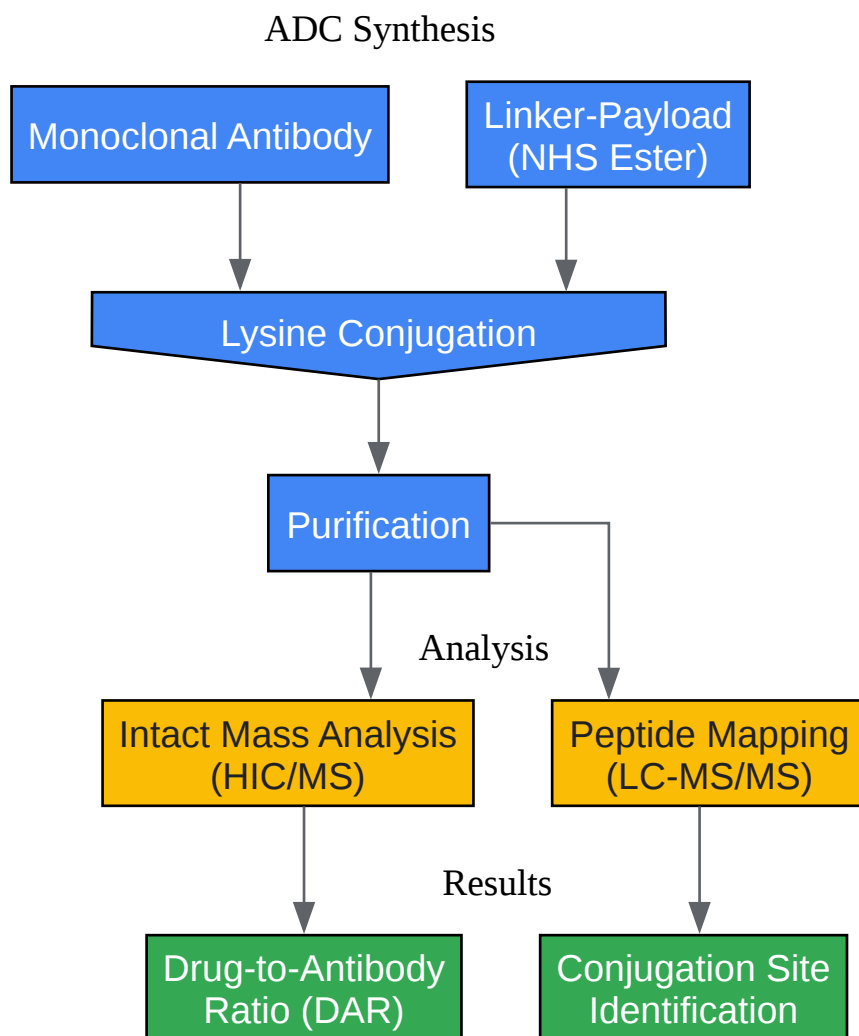 ADC Synthesis
Monoclonal Antibody
Linker-Payload
(NHS Ester)
Lysine Conjugation
Purification
Analysis
Intact Mass Analysis
(HIC/MS)
Peptide Mapping
(LC-MS/MS)
Results
Drug-to-Antibody
Ratio (DAR)
Conjugation Site
Identification